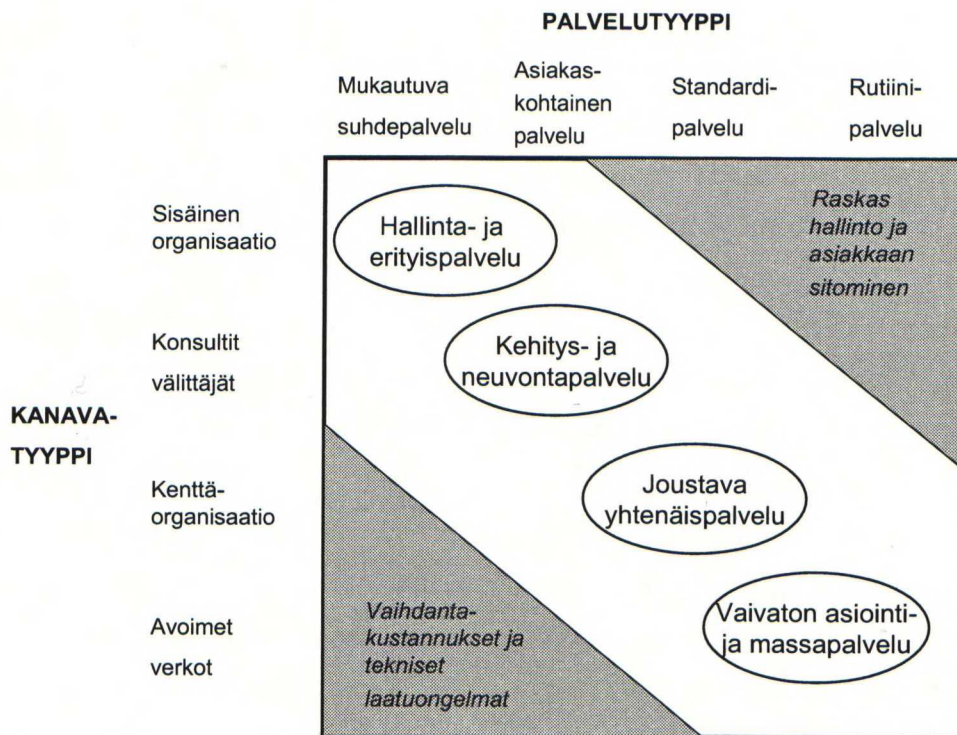 PALVELUTYYPPI
Mukautuva
suhdepalvelu
Asiakas-
kohtainen
palvelu
Standardi-
palvelu
Rutiini-
palvelu
KANAVA-
TYYPPI
Sisäinen
organisaatio
Konsultit
välittäjät
Kenttä-
organisaatio
Avoimet
verkot
Hallinta- ja
erityispalvelu
Kehitys- ja
neuvontapalvelu
Joustava
yhtenäispalvelu
Vaivaton asiointi-
ja massapalvelu
Raskas
hallinto ja
asiakkaan
sitominen
Vaihdanta-
kustannukset ja
tekniset
laatuongelmat